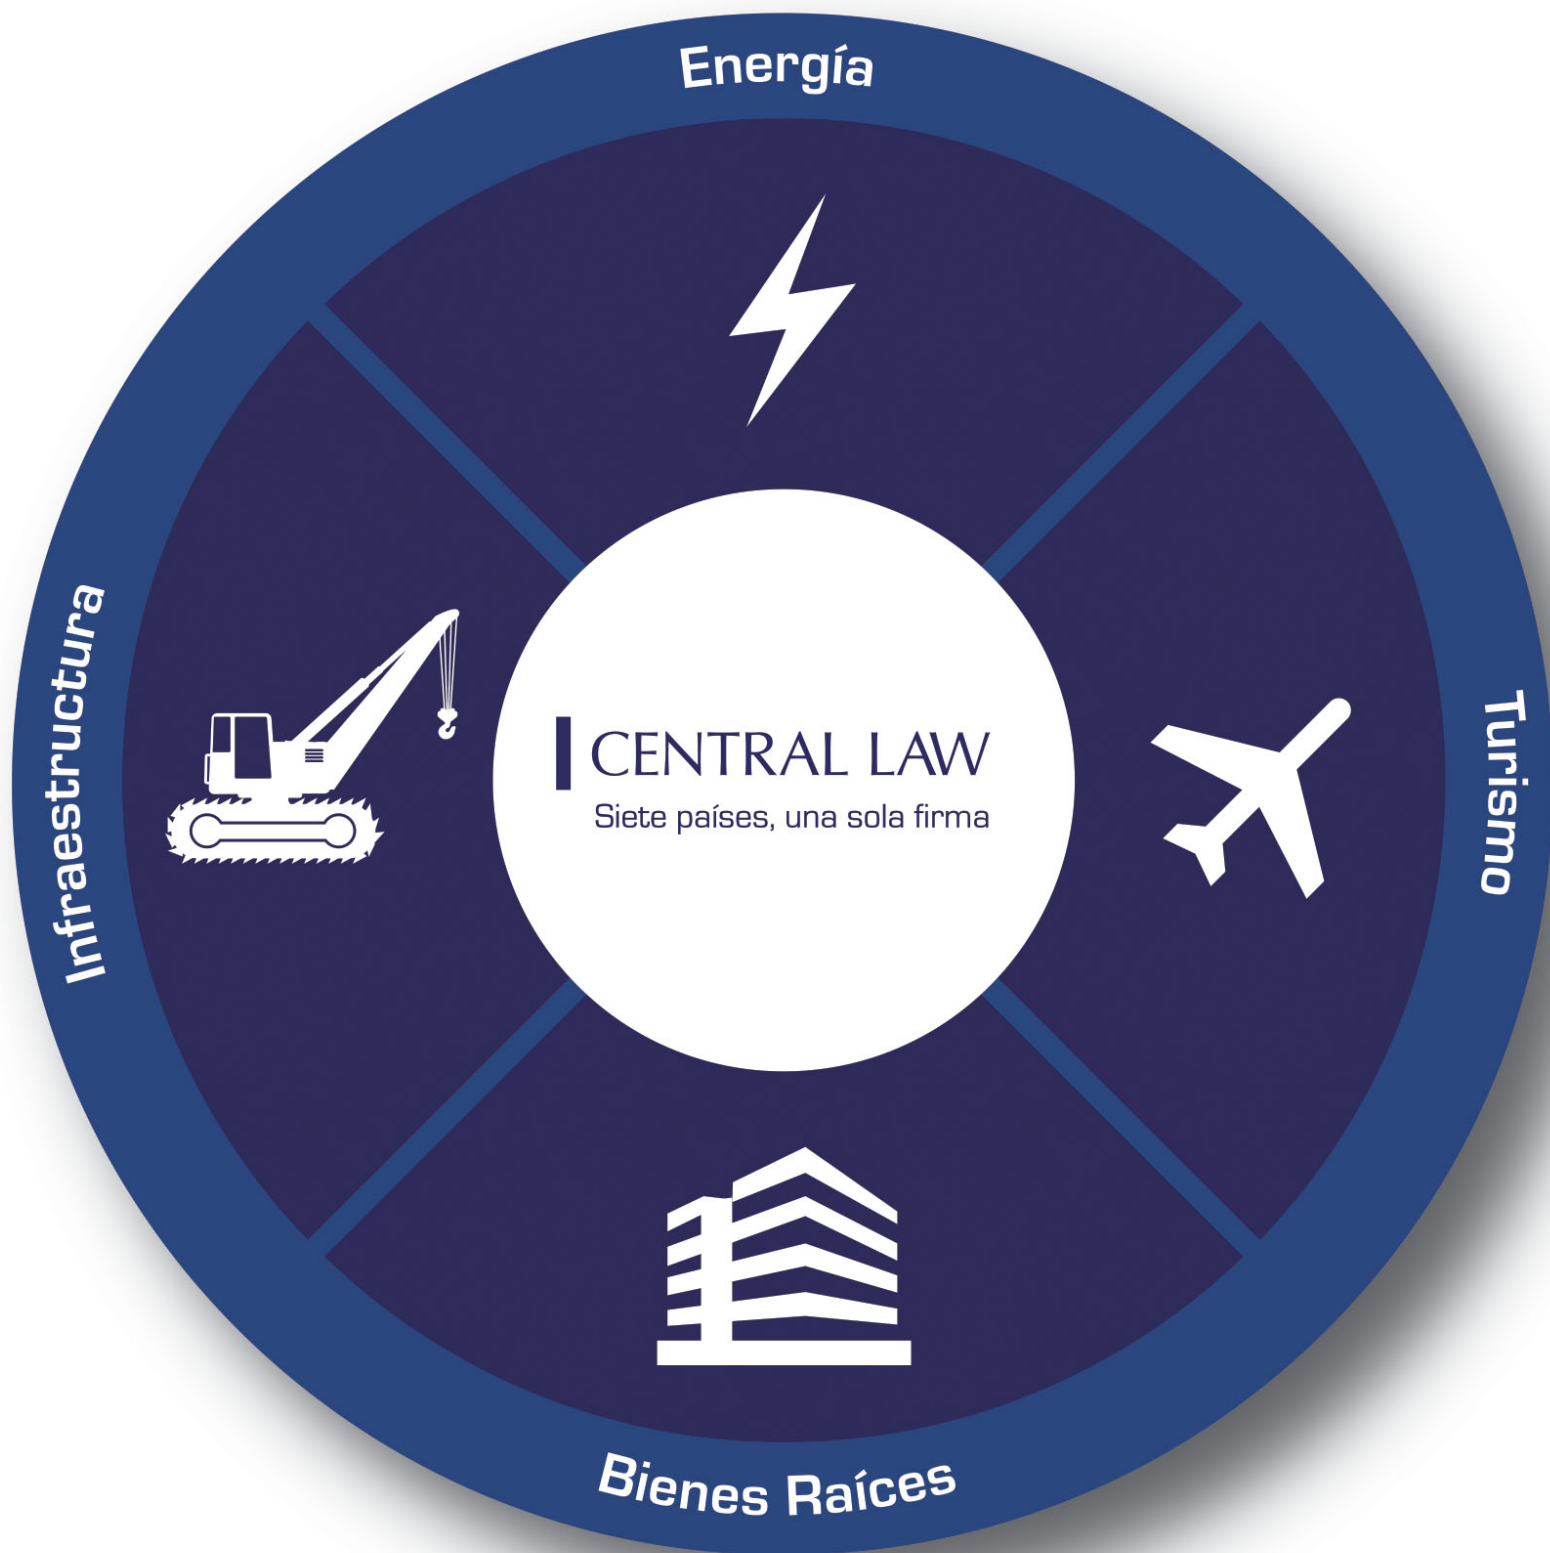 Energía
Infraestructura
CENTRAL LAW
Siete países, una sola firma
Turismo
Bienes Raíces